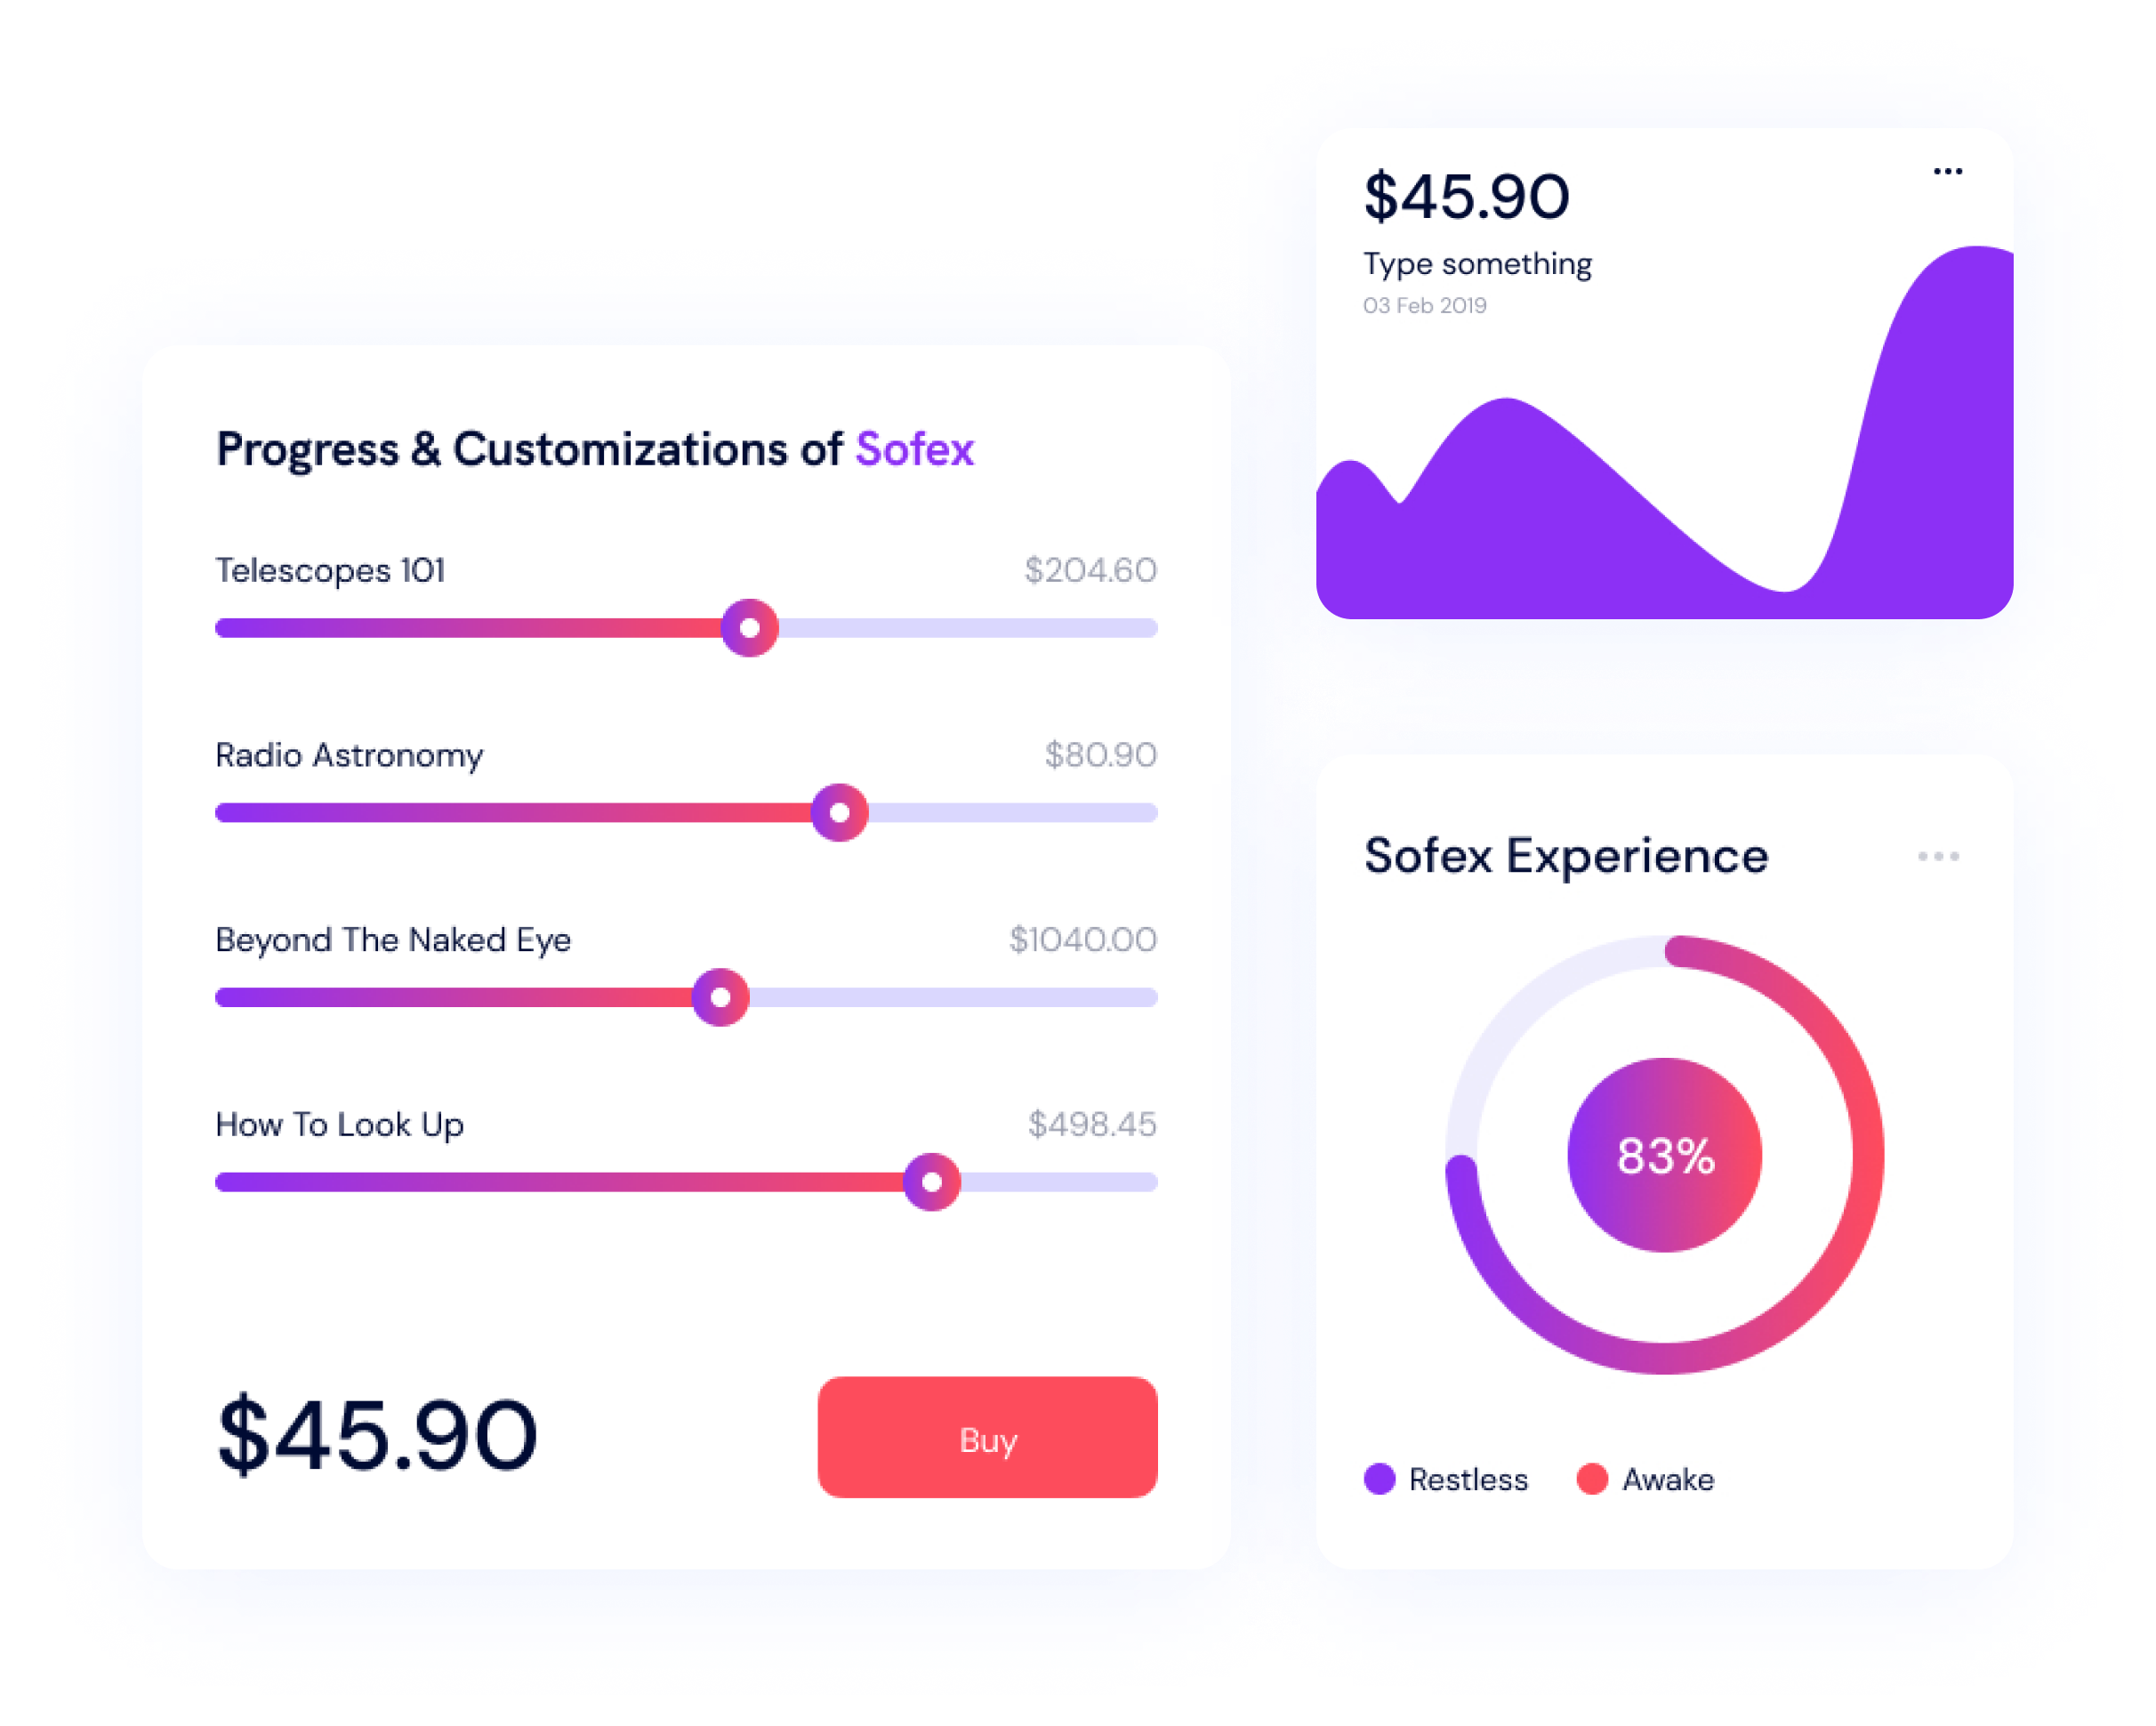 Progress & Customizations of Sofex
Telescopes 101
$204.60
Radio Astronomy
$80.90
Beyond The Naked Eye
$1040.00
How To Look Up
$498.45
$45.90
Buy
$45.90
Type something
03 Feb 2019
Sofex Experience
83%
Restless
Awake